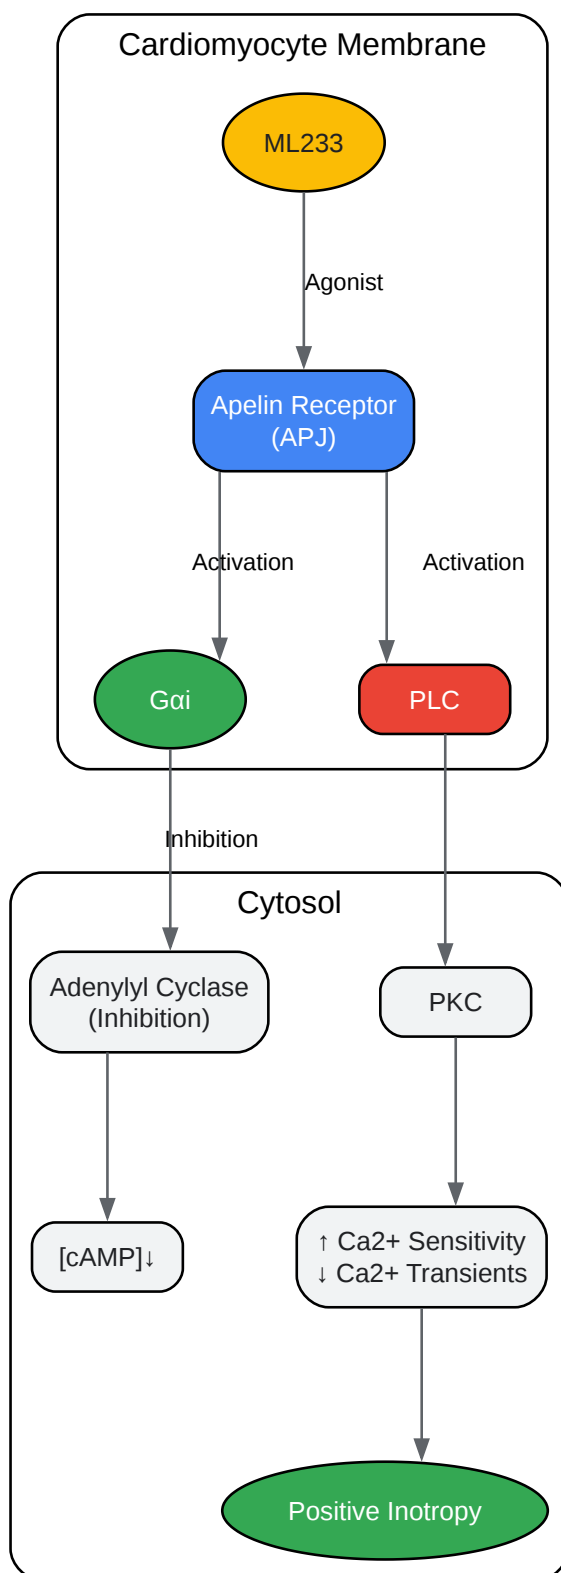 Cardiomyocyte Membrane
ML233
Agonist
Apelin Receptor
(APJ)
Activation
Activation
Gαi
PLC
Inhibition
Cytosol
Adenylyl Cyclase
(Inhibition)
PKC
[cAMP]↓
↑ Ca2+ Sensitivity
↓ Ca2+ Transients
Positive Inotropy